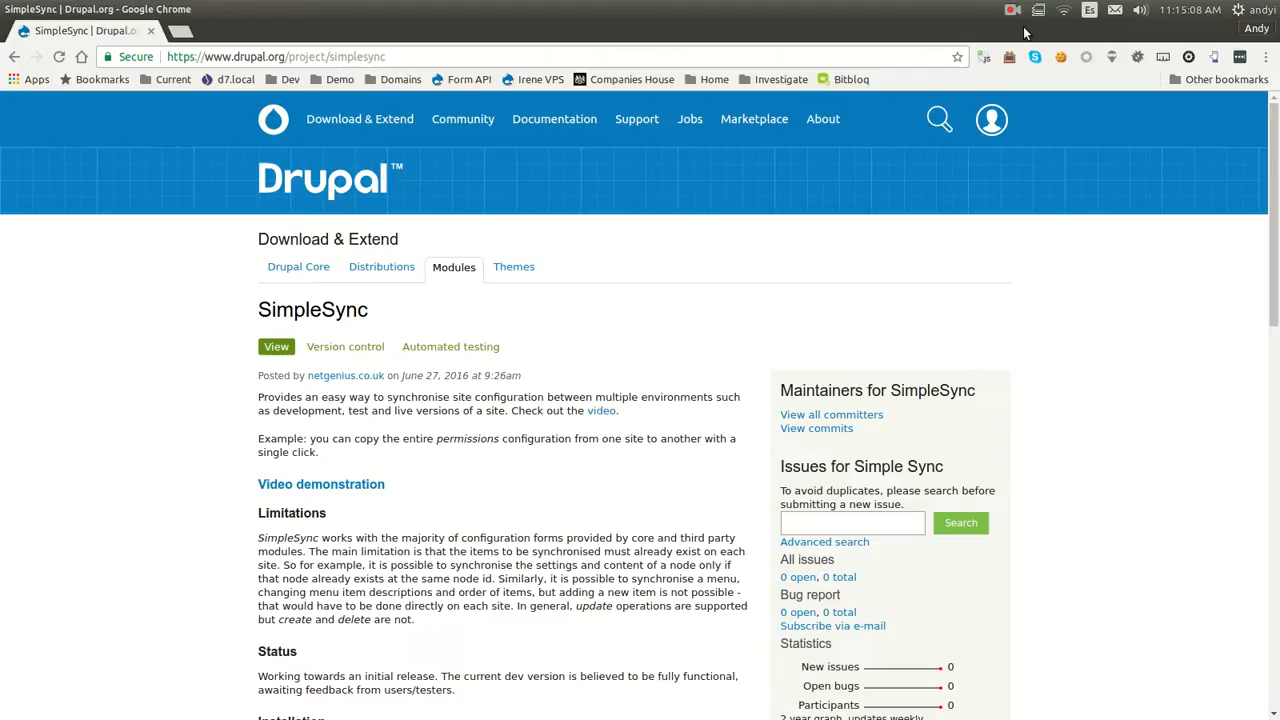 SimpleSync | Drupal.org - Google Chrome
Es
11:15:08 AM
andyi
SimpleSync | Drupal.o
Andy
Secure
https://www.drupal.org/project/simplesync
Apps
Bookmarks
Current
d7.local
Dev
Demo
Domains
Form API
Irene VPS
Companies House
Home
Investigate
Bitbloq
Other bookmarks
Download & Extend
Community
Documentation
Support
Jobs
Marketplace
About
Drupal™
Download & Extend
Drupal Core
Distributions
Modules
Themes
SimpleSync
View
Version control
Automated testing
Posted by netgenius.co.uk on June 27, 2016 at 9:26am
Provides an easy way to synchronise site configuration between multiple environments such
as development, test and live versions of a site. Check out the video.
Example: you can copy the entire permissions configuration from one site to another with a
single click.
Video demonstration
Limitations
SimpleSync works with the majority of configuration forms provided by core and third party
modules. The main limitation is that the items to be synchronised must already exist on each
site. So for example, it is possible to synchronise the settings and content of a node only if
that node already exists at the same node id. Similarly, it is possible to synchronise a menu,
changing menu item descriptions and order of items, but adding a new item is not possible -
that would have to be done directly on each site. In general, update operations are supported
but create and delete are not.
Status
Working towards an initial release. The current dev version is believed to be fully functional,
awaiting feedback from users/testers.
Installation
Maintainers for SimpleSync
View all committers
View commits
Issues for Simple Sync
To avoid duplicates, please search before
submitting a new issue.
Search
Advanced search
All issues
0 open, 0 total
Bug report
0 open, 0 total
Subscribe via e-mail
Statistics
New issues 0
Open bugs 0
Participants 0
2 year graph, updates weekly